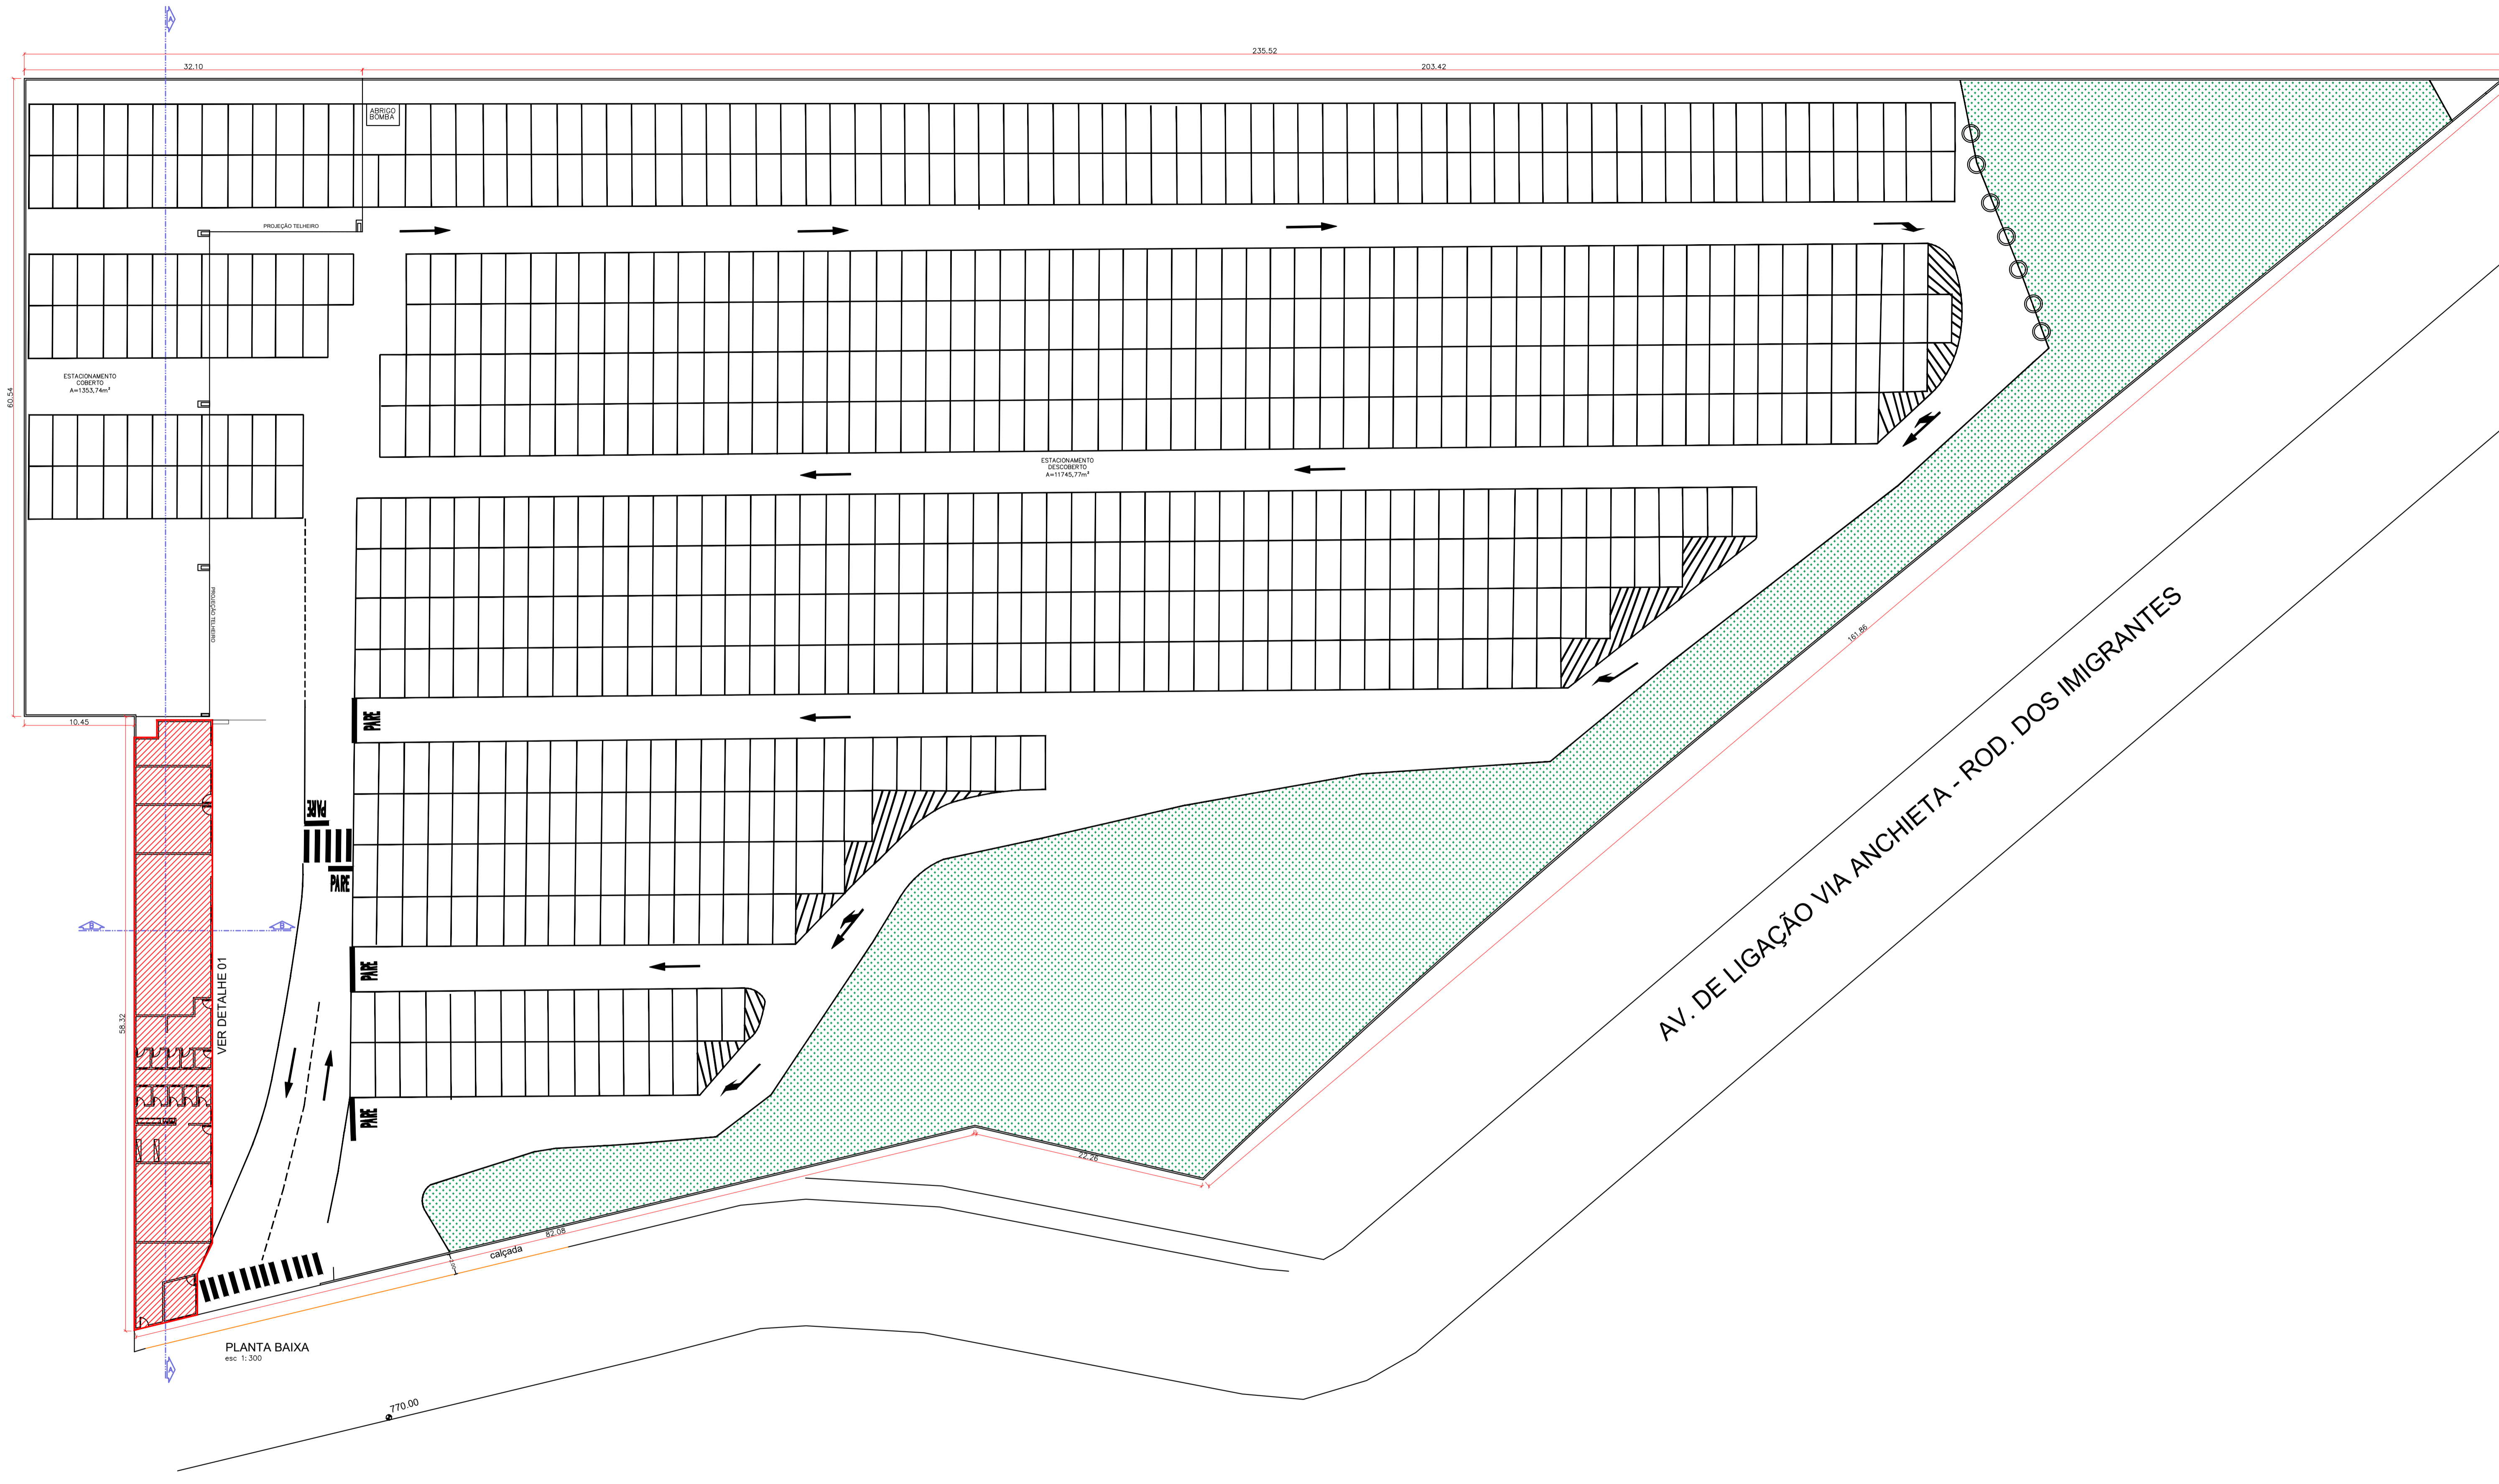 A
235.52
32.10
203.42
ABRIGO
BOMBA
PROJEÇÃO TELHEIRO
ESTACIONAMENTO
COBERTO
A=1353,74m²
60.54
ESTACIONAMENTO
DESCOBERTO
A=11745,77m²
PROJEÇÃO TELHEIRO
161.86
AV. DE LIGAÇÃO VIA ANCHIETA - ROD. DOS IMIGRANTES
10.45
PARE
PARE
PARE
B
B
VER DETALHE 01
PARE
58.32
PARE
22.26
82.08
calçada
PLANTA BAIXA
esc 1:300
A
770.00